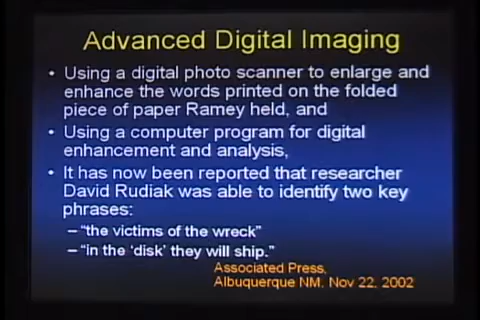 Advanced Digital Imaging
• Using a digital photo scanner to enlarge and
enhance the words printed on the folded
piece of paper Ramey held, and
• Using a computer program for digital
enhancement and analysis,
• It has now been reported that researcher
David Rudiak was able to identify two key
phrases:
– “the victims of the wreck”
– “in the ‘disk’ they will ship.”
Associated Press,
Albuquerque NM, Nov 22, 2002